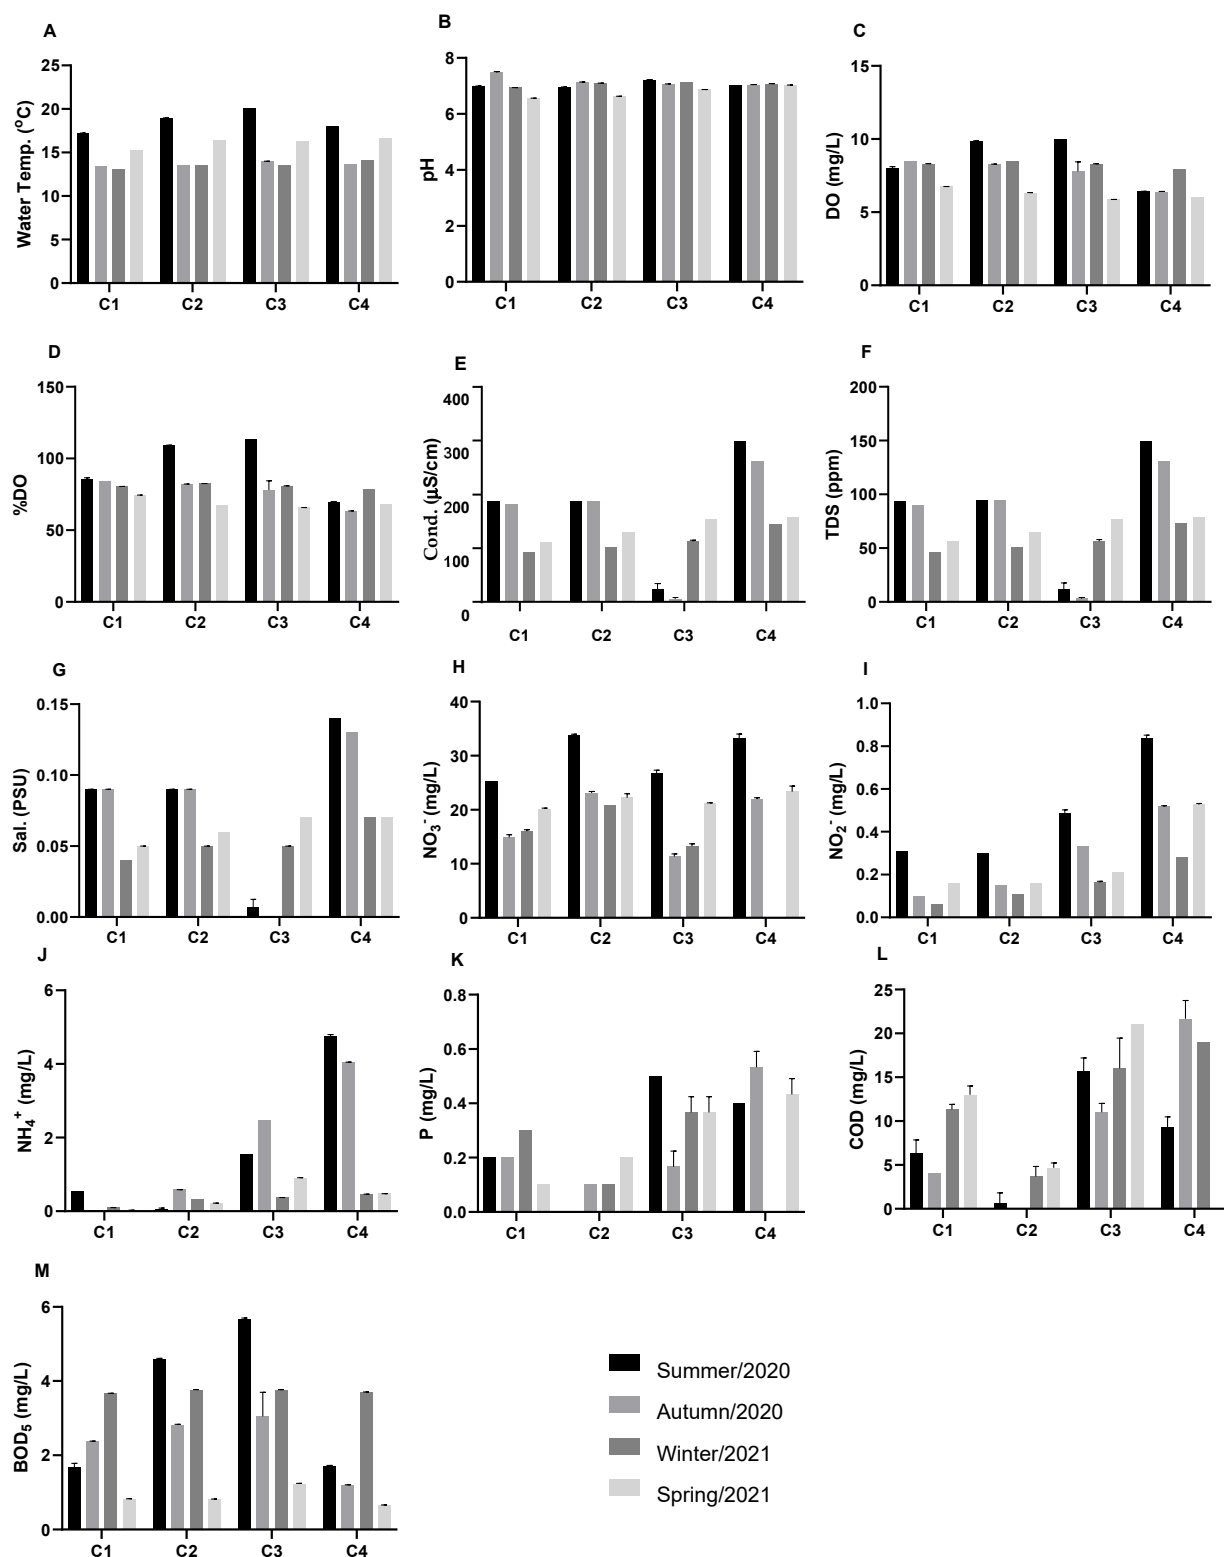 A
Water Temp. (°C)
25
20
15
10
5
0
C1 C2 C3 C4
B
pH
8
6
4
2
0
C1 C2 C3 C4
C
DO (mg/L)
15
10
5
0
C1 C2 C3 C4
D
%DO
150
100
50
0
C1 C2 C3 C4
E
Cond. (µS/cm)
400
300
200
100
0
C1 C2 C3 C4
F
TDS (ppm)
200
150
100
50
0
C1 C2 C3 C4
G
Sal. (PSU)
0.15
0.10
0.05
0.00
C1 C2 C3 C4
H
NO₃⁻ (mg/L)
40
30
20
10
0
C1 C2 C3 C4
I
NO₂⁻ (mg/L)
1.0
0.8
0.6
0.4
0.2
0.0
C1 C2 C3 C4
J
NH₄⁺ (mg/L)
6
4
2
0
C1 C2 C3 C4
K
P (mg/L)
0.8
0.6
0.4
0.2
0.0
C1 C2 C3 C4
L
COD (mg/L)
25
20
15
10
5
0
C1 C2 C3 C4
M
BOD₅ (mg/L)
6
4
2
0
C1 C2 C3 C4
Summer/2020
Autumn/2020
Winter/2021
Spring/2021